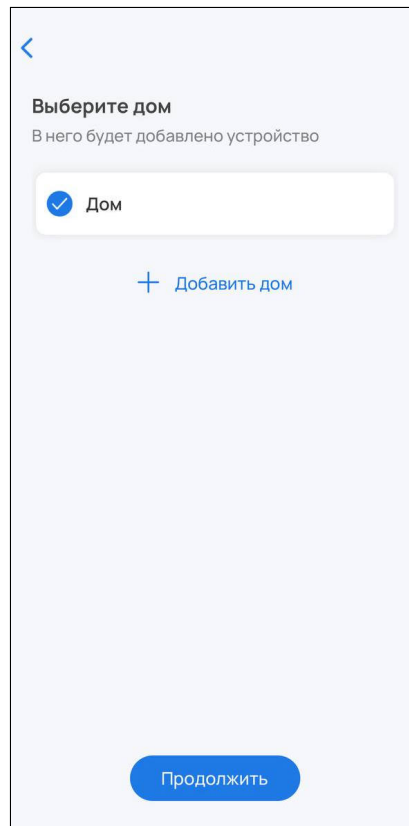 Выберите дом
В него будет добавлено устройство
Дом
Добавить дом
Продолжить